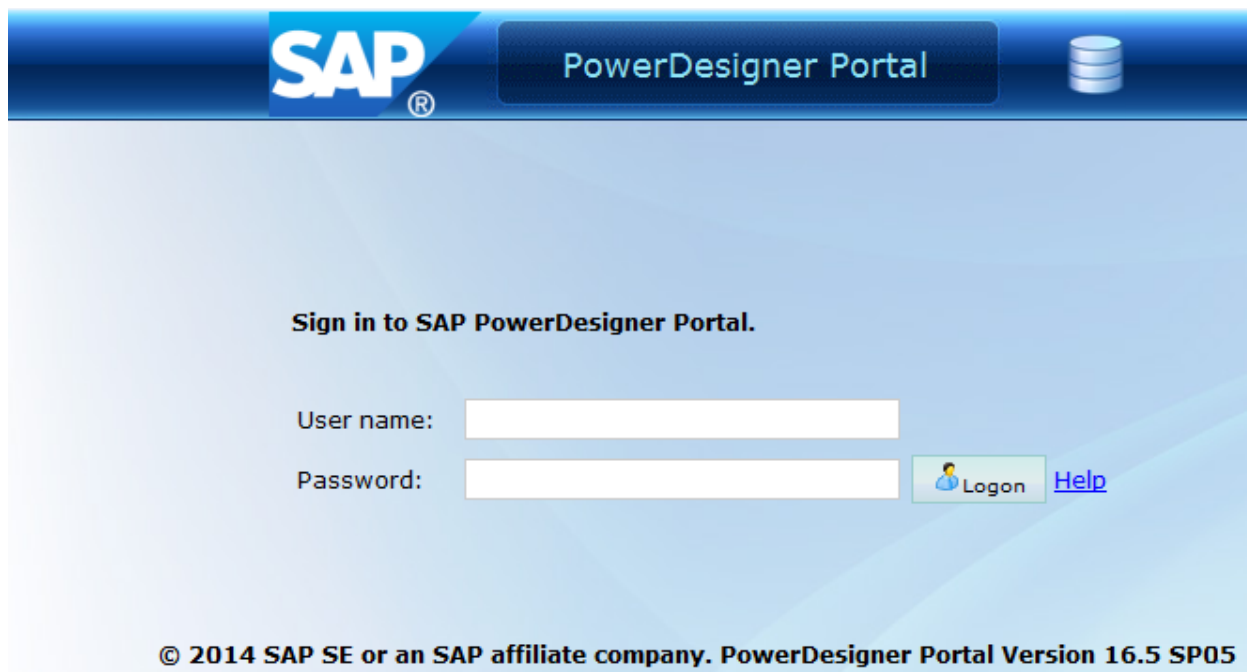 SAP®
PowerDesigner Portal
Sign in to SAP PowerDesigner Portal.
User name:
Password:
Logon Help
© 2014 SAP SE or an SAP affiliate company. PowerDesigner Portal Version 16.5 SP05